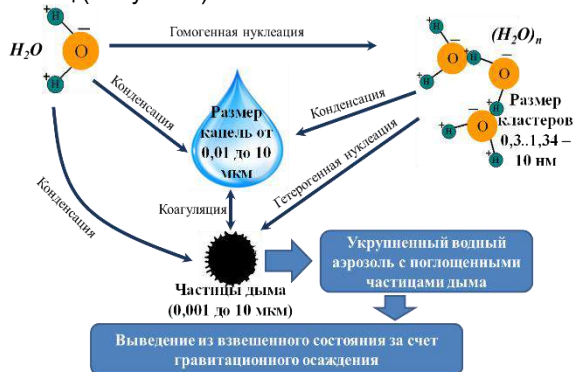 H2O
Гомогенная нуклеация
(H2O)n
Конденсация
Размер
капель от
0,01 до 10
мкм
Конденсация
Размер
кластеров
0,3..1,34 –
10 нм
Гетерогенная нуклеация
Конденсация
Коагуляция
Частицы дыма
(0,001 до 10 мкм)
Укрупненный водный
аэрозоль с поглощенными
частицами дыма
Выведение из взвешенного состояния за счет
гравитационного осаждения
H
+
O
–
H
+
H
+
O
–
H
+
H
+
O
–
H
+
H
+
O
–
H
+